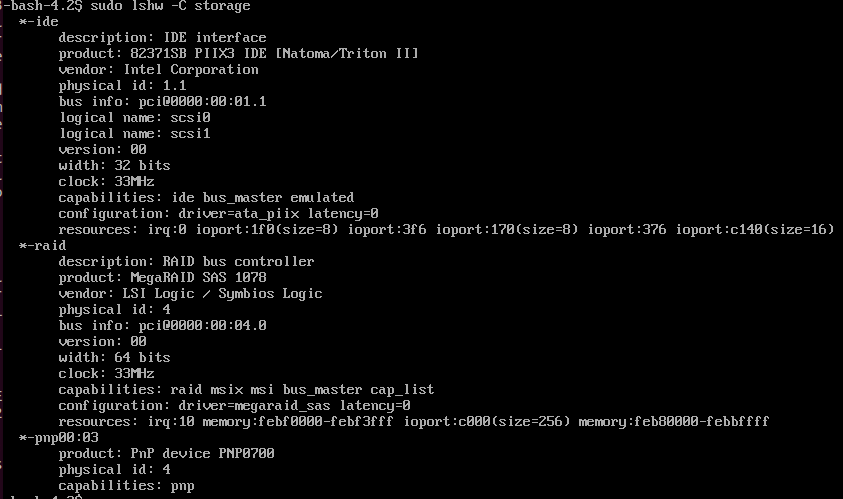 -bash-4.2$ sudo lshw -C storage
*-ide
description: IDE interface
product: 82371SB PIIX3 IDE [Natoma/Triton II]
vendor: Intel Corporation
physical id: 1.1
bus info: pci@0000:00:01.1
logical name: scsi0
logical name: scsi1
version: 00
width: 32 bits
clock: 33MHz
capabilities: ide bus_master emulated
configuration: driver=ata_piix latency=0
resources: irq:0 ioport:1f0(size=8) ioport:3f6 ioport:170(size=8) ioport:376 ioport:c140(size=16)
*-raid
description: RAID bus controller
product: MegaRAID SAS 1078
vendor: LSI Logic / Symbios Logic
physical id: 4
bus info: pci@0000:00:04.0
version: 00
width: 64 bits
clock: 33MHz
capabilities: raid msix msi bus_master cap_list
configuration: driver=megaraid_sas latency=0
resources: irq:10 memory:febf0000-febf3fff ioport:c000(size=256) memory:feb80000-febbffff
*-pnp00:03
product: PnP device PNP0700
physical id: 4
capabilities: pnp
-bash-4.2$